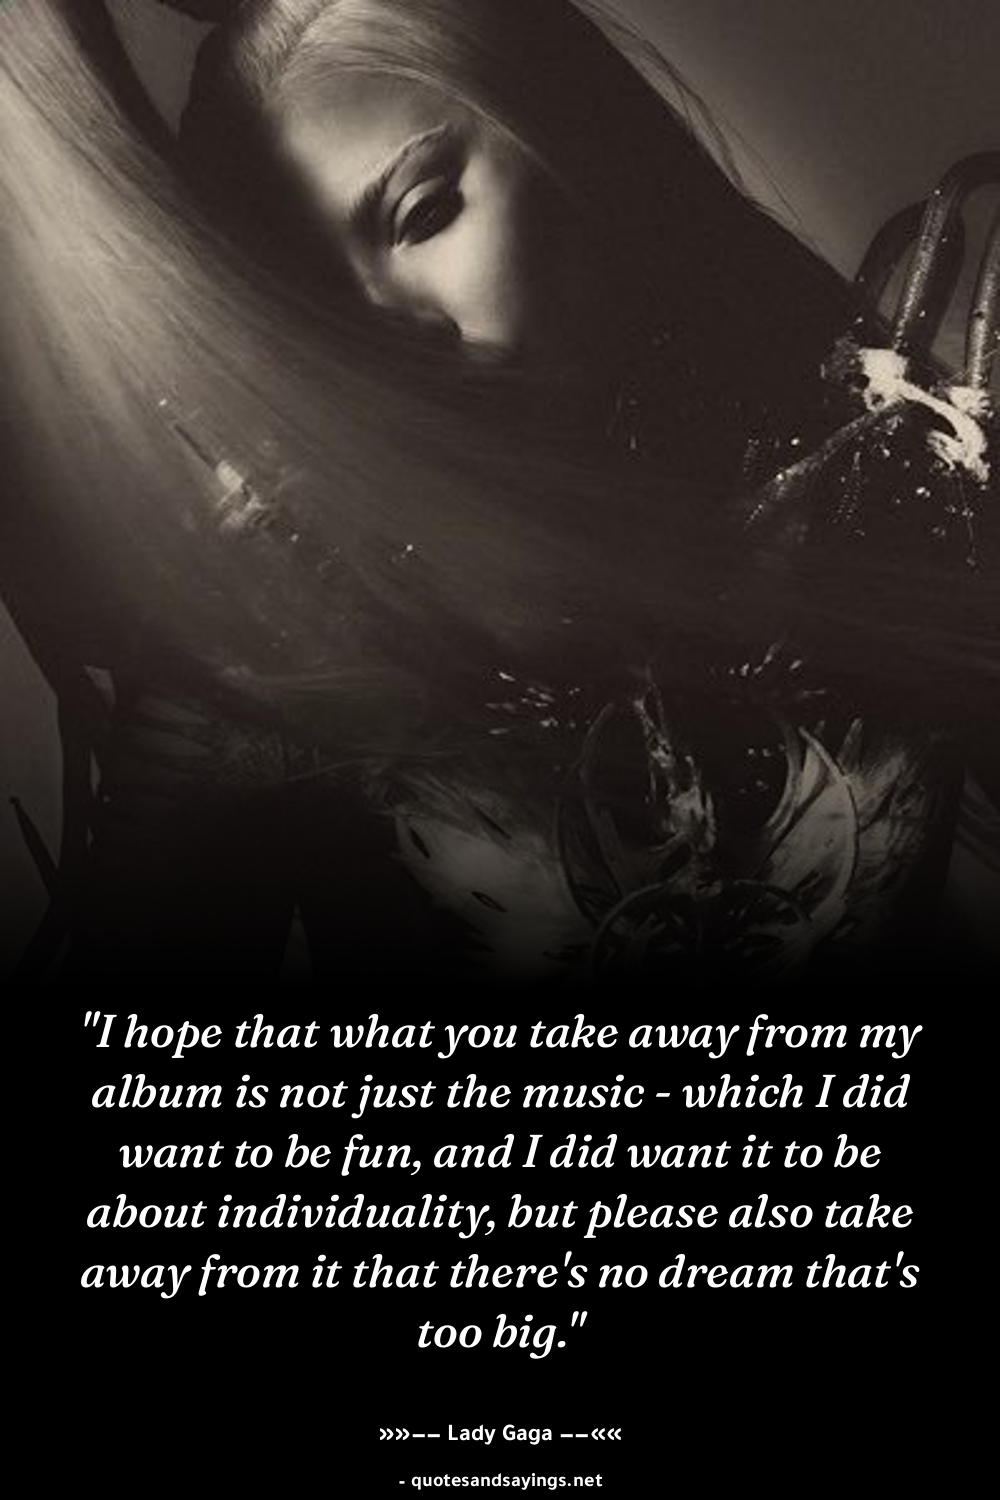 "I hope that what you take away from my
album is not just the music - which I did
want to be fun, and I did want it to be
about individuality, but please also take
away from it that there's no dream that's
too big."
»»—— Lady Gaga ——««
- quotesandsayings.net